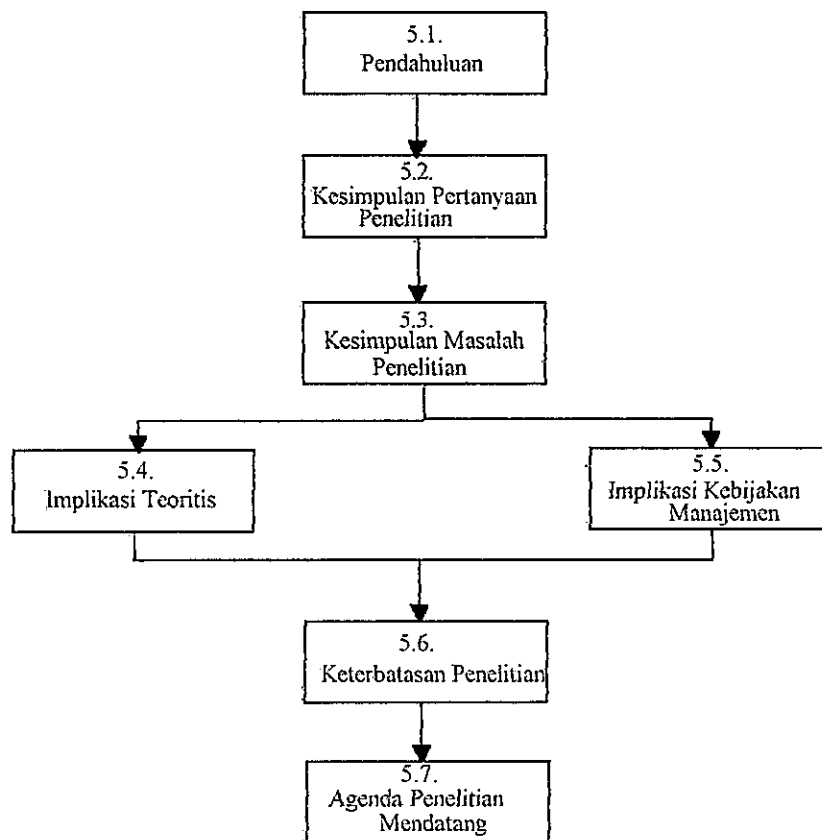 5.1.
Pendahuluan
5.2.
Kesimpulan Pertanyaan
Penelitian
5.3.
Kesimpulan Masalah
Penelitian
5.4.
Implikasi Teoritis
5.5.
Implikasi Kebijakan
Manajemen
5.6.
Keterbatasan Penelitian
5.7.
Agenda Penelitian
Mendatang